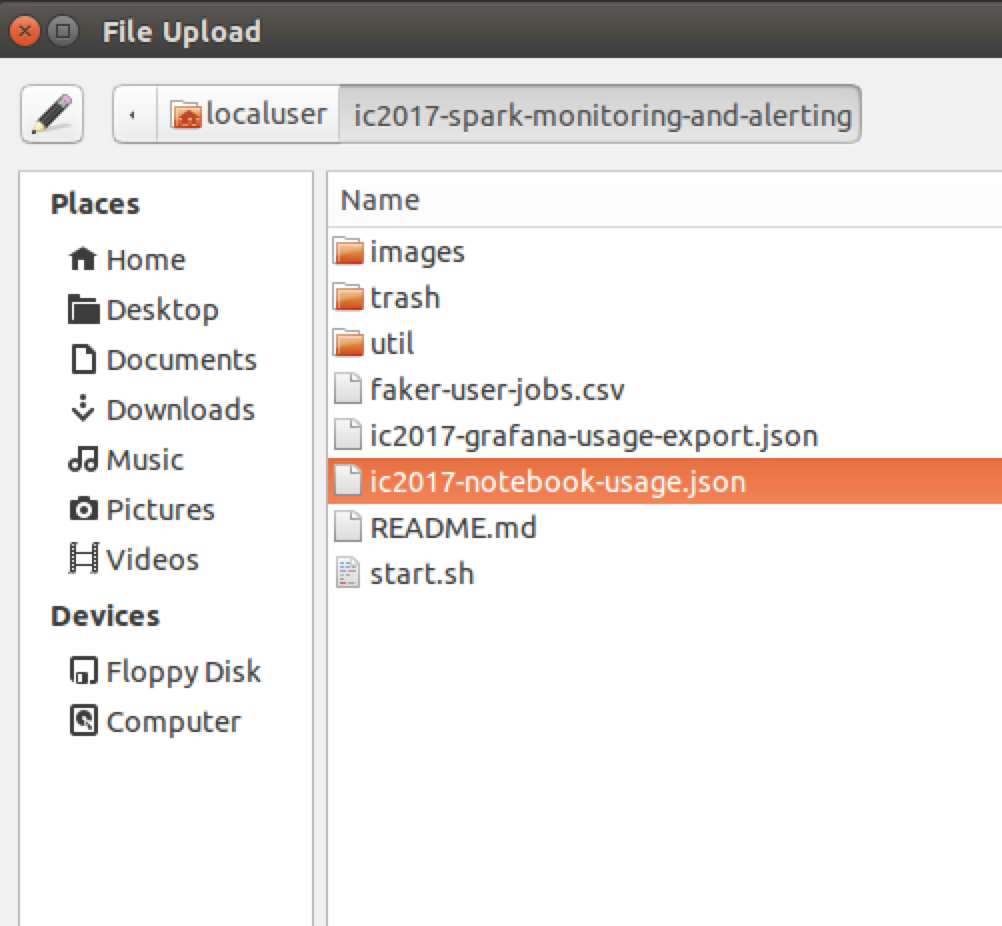 File Upload
localuser
ic2017-spark-monitoring-and-alerting
Places
Home
Desktop
Documents
Downloads
Music
Pictures
Videos
Devices
Floppy Disk
Computer
Name
images
trash
util
faker-user-jobs.csv
ic2017-grafana-usage-export.json
ic2017-notebook-usage.json
README.md
start.sh